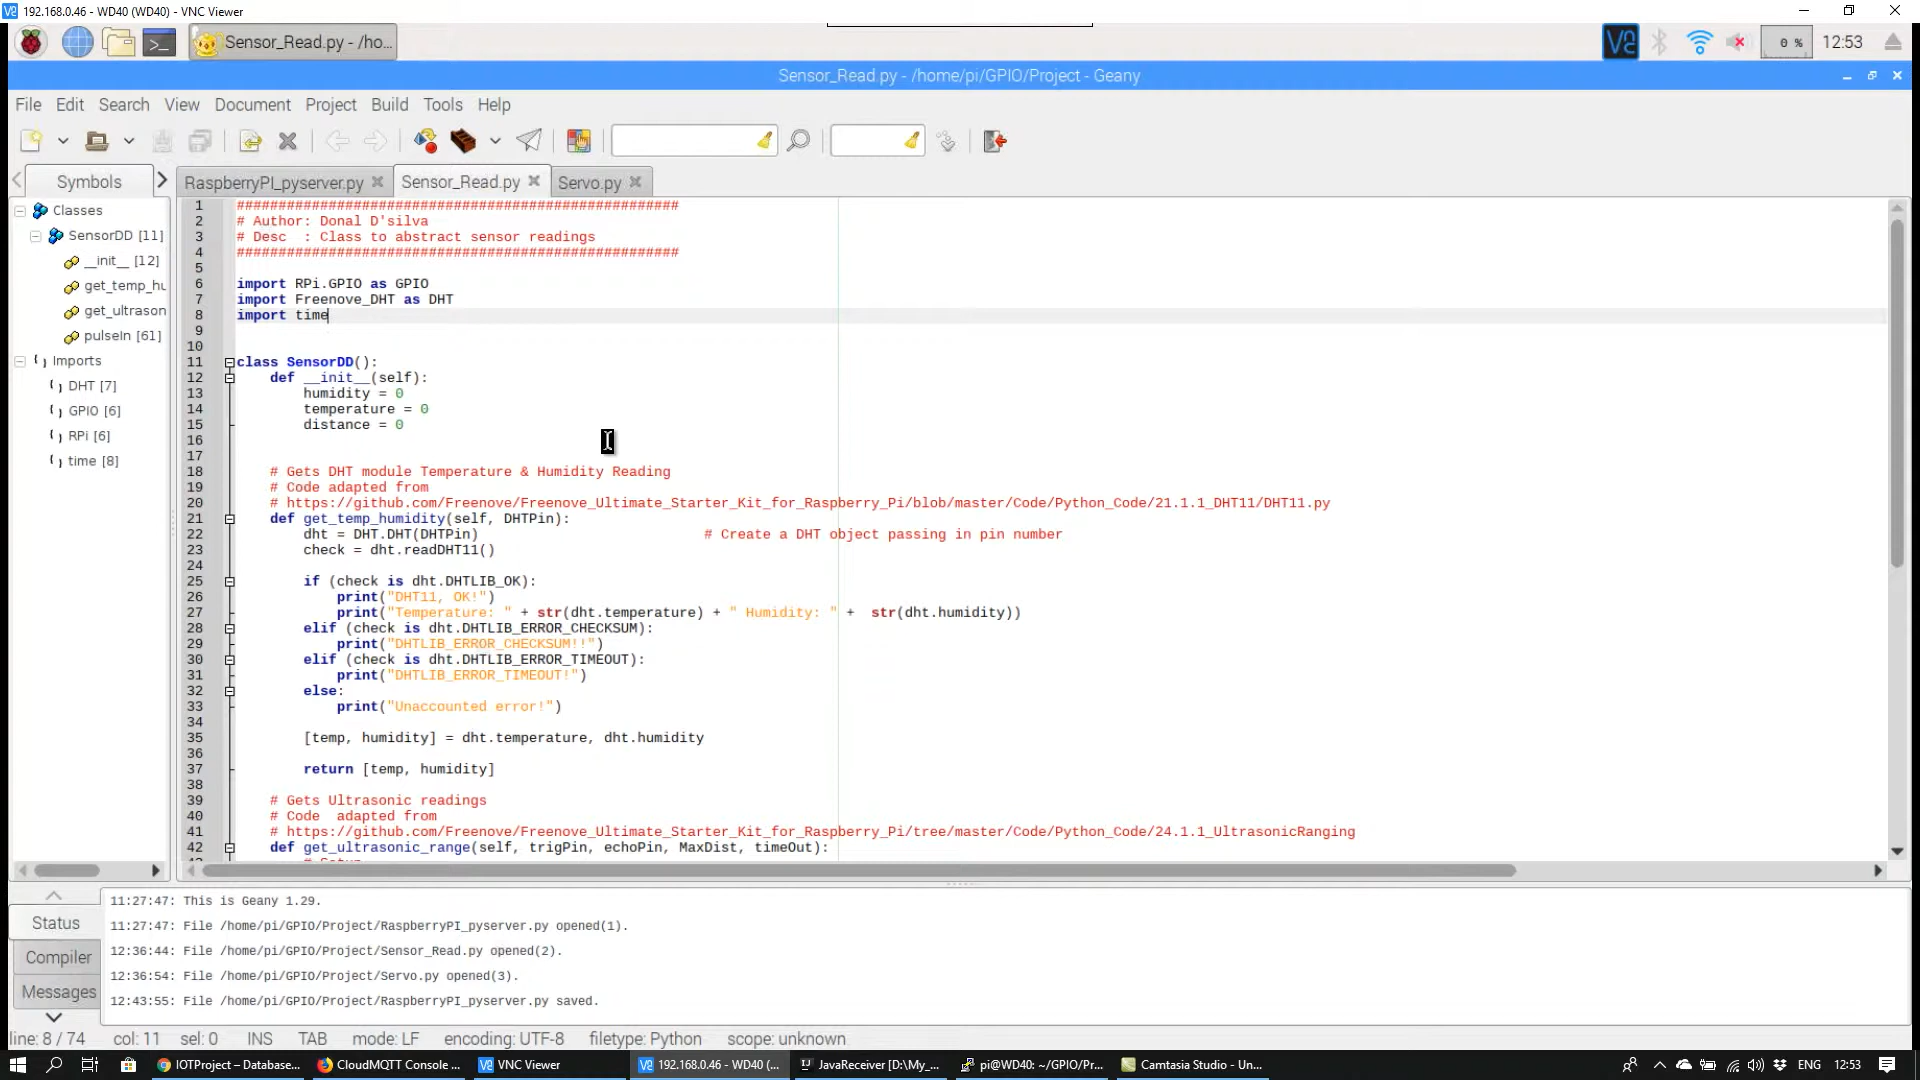 192.168.0.46 - WD40 (WD40) - VNC Viewer
Sensor_Read.py - /ho...
0 %
12:53
Sensor_Read.py - /home/pi/GPIO/Project - Geany
File Edit Search View Document Project Build Tools Help
Symbols
RaspberryPI_pyserver.py
Sensor_Read.py
Servo.py
Classes
SensorDD [11]
__init__ [12]
get_temp_hu
get_ultrason
pulseIn [61]
Imports
DHT [7]
GPIO [6]
RPi [6]
time [8]
1 #####################################################
2 # Author: Donal D'silva
3 # Desc  : Class to abstract sensor readings
4 #####################################################
5
6 import RPi.GPIO as GPIO
7 import Freenove_DHT as DHT
8 import time
9
10
11 class SensorDD():
12     def __init__(self):
13         humidity = 0
14         temperature = 0
15         distance = 0
16
17
18     # Gets DHT module Temperature & Humidity Reading
19     # Code adapted from
20     # https://github.com/Freenove/Freenove_Ultimate_Starter_Kit_for_Raspberry_Pi/blob/master/Code/Python_Code/21.1.1_DHT11/DHT11.py
21     def get_temp_humidity(self, DHTPin):
22         dht = DHT.DHT(DHTPin)                           # Create a DHT object passing in pin number
23         check = dht.readDHT11()
24
25         if (check is dht.DHTLIB_OK):
26             print("DHT11, OK!")
27             print("Temperature: " + str(dht.temperature) + " Humidity: " +  str(dht.humidity))
28         elif (check is dht.DHTLIB_ERROR_CHECKSUM):
29             print("DHTLIB_ERROR_CHECKSUM!!")
30         elif (check is dht.DHTLIB_ERROR_TIMEOUT):
31             print("DHTLIB_ERROR_TIMEOUT!")
32         else:
33             print("Unaccounted error!")
34
35         [temp, humidity] = dht.temperature, dht.humidity
36
37         return [temp, humidity]
38
39     # Gets Ultrasonic readings
40     # Code  adapted from
41     # https://github.com/Freenove/Freenove_Ultimate_Starter_Kit_for_Raspberry_Pi/tree/master/Code/Python_Code/24.1.1_UltrasonicRanging
42     def get_ultrasonic_range(self, trigPin, echoPin, MaxDist, timeOut):
Status
Compiler
Messages
11:27:47: This is Geany 1.29.
11:27:47: File /home/pi/GPIO/Project/RaspberryPI_pyserver.py opened(1).
12:36:44: File /home/pi/GPIO/Project/Sensor_Read.py opened(2).
12:36:54: File /home/pi/GPIO/Project/Servo.py opened(3).
12:43:55: File /home/pi/GPIO/Project/RaspberryPI_pyserver.py saved.
line: 8 / 74 col: 11 sel: 0 INS TAB mode: LF encoding: UTF-8 filetype: Python scope: unknown
IOTProject – Database...
CloudMQTT Console ...
VNC Viewer
192.168.0.46 - WD40 (...
JavaReceiver [D:\My_...
pi@WD40: ~/GPIO/Pr...
Camtasia Studio - Un...
ENG
12:53